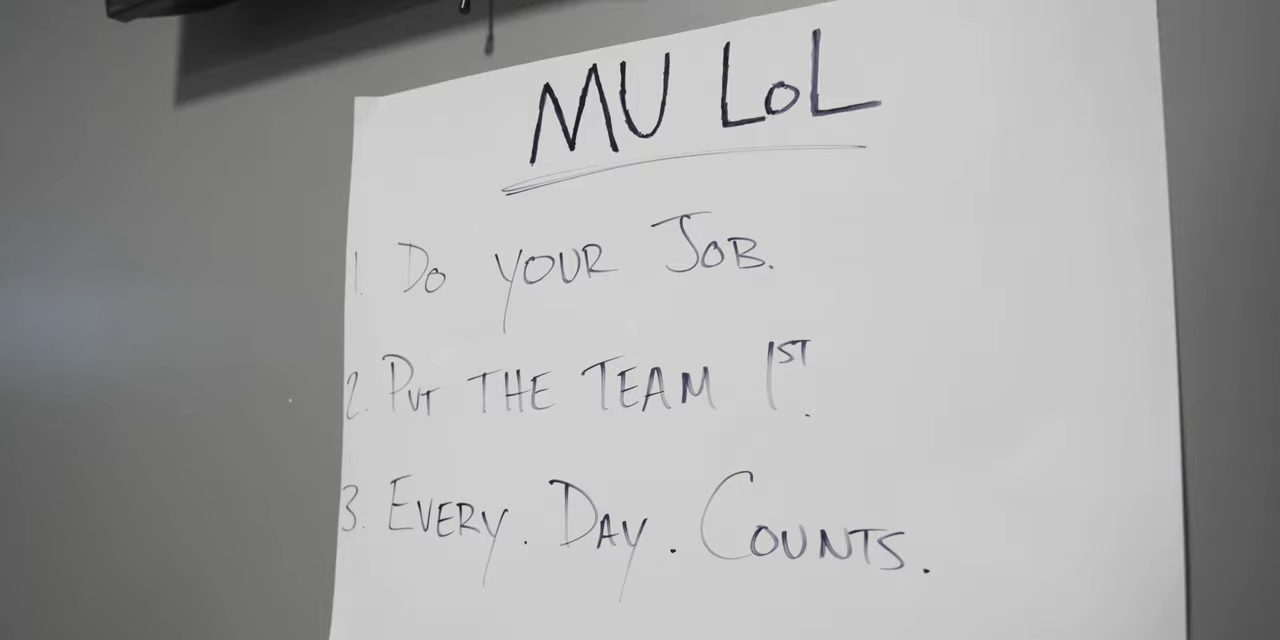 MU LoL
1. Do YOUR JOB.
2. PUT THE TEAM 1ST.
3. EVERY. DAY. COUNTS.